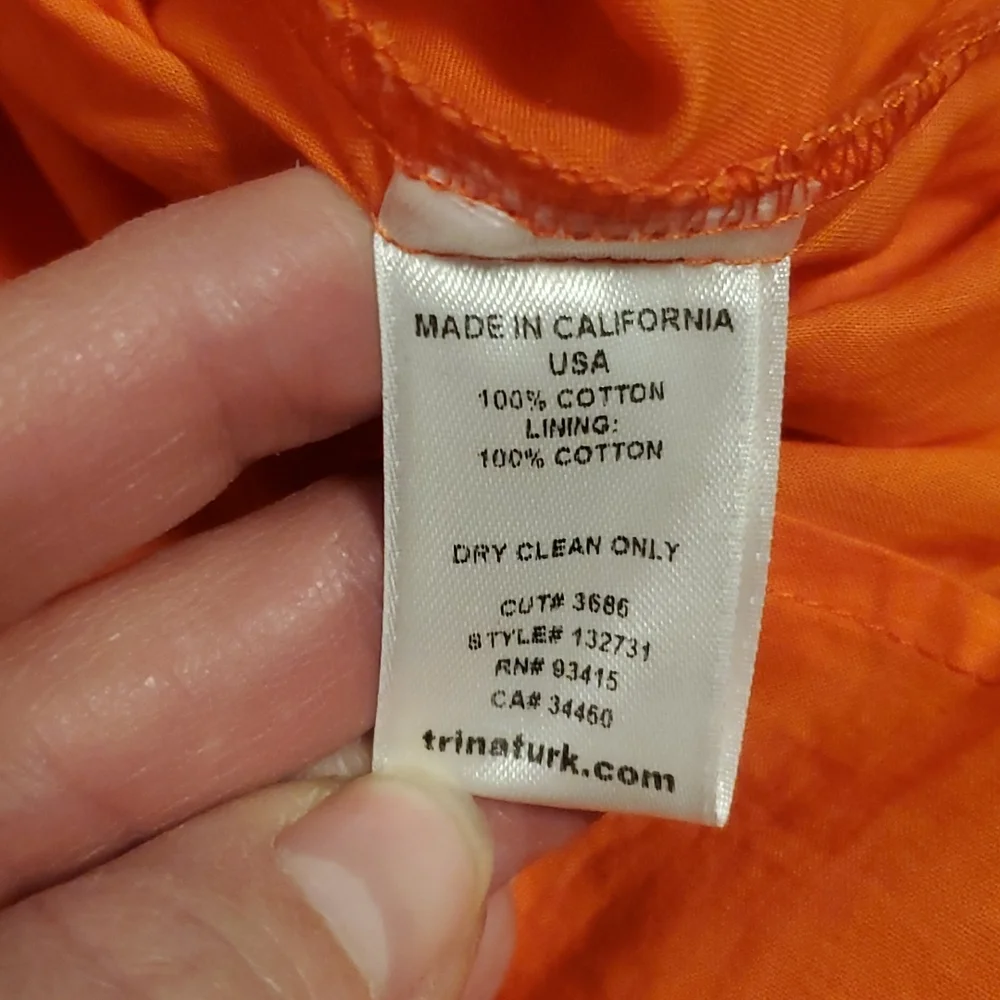 MADE IN CALIFORNIA
USA
100% COTTON
LINING:
100% COTTON
DRY CLEAN ONLY
CUT# 3686
STYLE# 132731
RN# 93415
CA# 34460
trinaturk.com